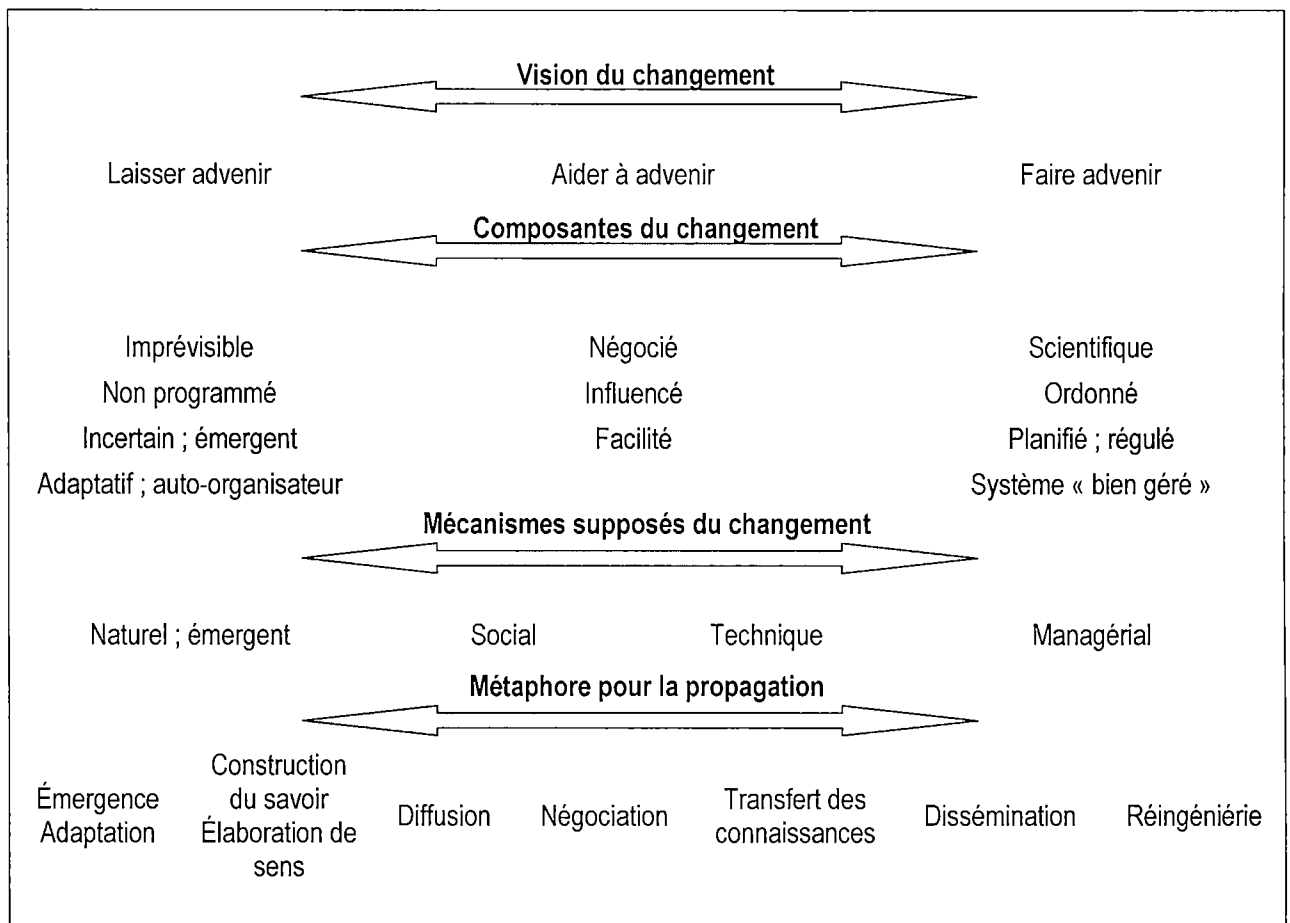 Vision du changement
Laisser advenir Aider à advenir Faire advenir
Composantes du changement
Imprévisible Négocié Scientifique
Non programmé Influencé Ordonné
Incertain ; émergent Facilité Planifié ; régulé
Adaptatif ; auto-organisateur Système « bien géré »
Mécanismes supposés du changement
Naturel ; émergent Social Technique Managérial
Métaphore pour la propagation
Émergence
Adaptation
Construction
du savoir
Élaboration de
sens
Diffusion
Négociation
Transfert des
connaissances
Dissémination
Réingéniérie